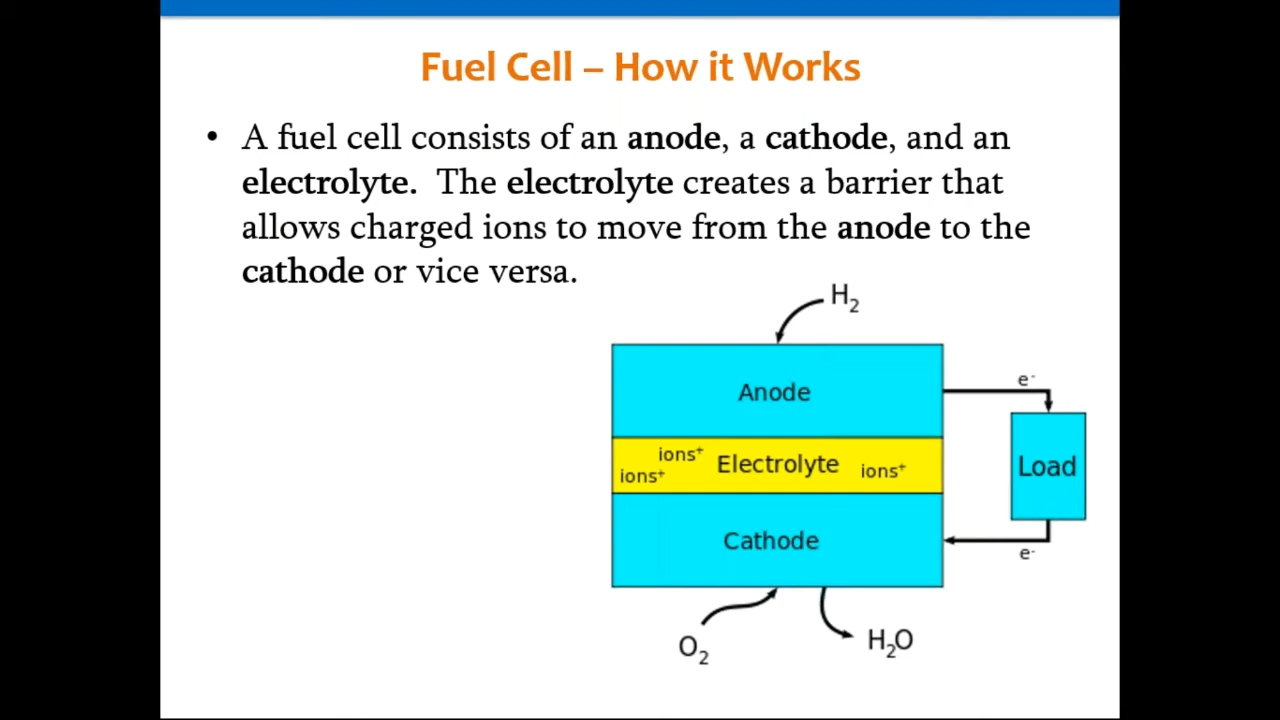 Fuel Cell – How it Works
• A fuel cell consists of an anode, a cathode, and an
electrolyte.  The electrolyte creates a barrier that
allows charged ions to move from the anode to the
cathode or vice versa.
H₂
Anode
e⁻
ions⁺
ions⁺
Electrolyte
ions⁺
Load
Cathode
e⁻
O₂
H₂O